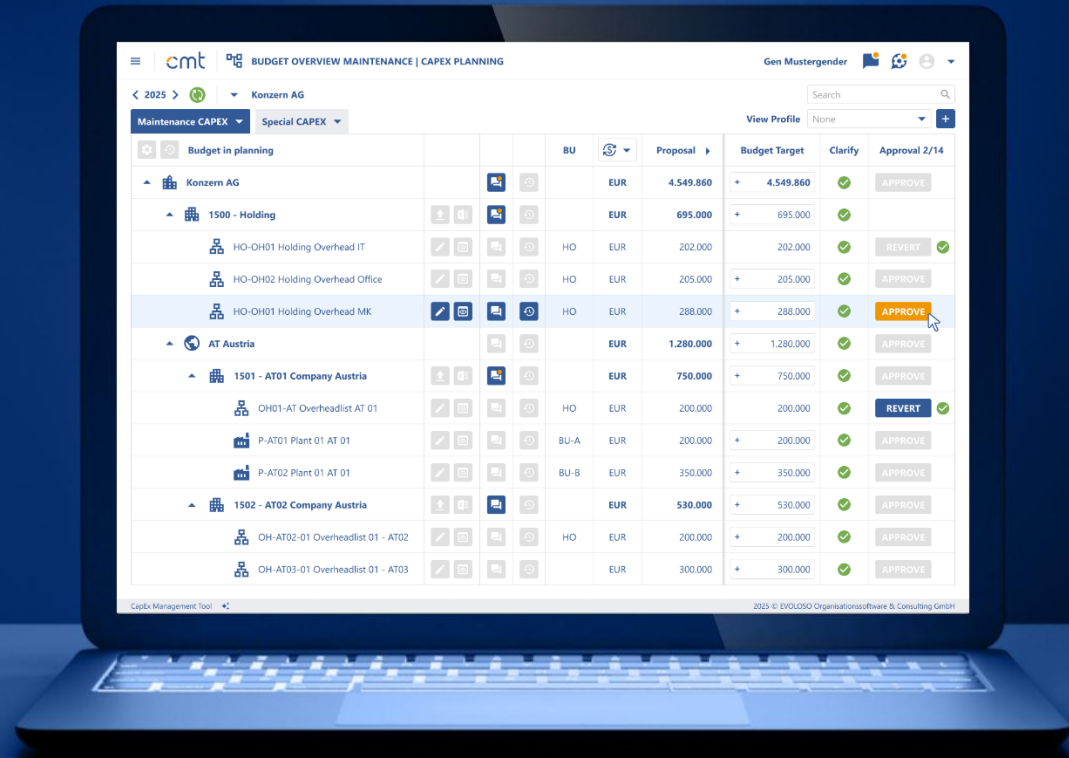 cmt BUDGET OVERVIEW MAINTENANCE | CAPEX PLANNING Gen Mustergender
2025 Konzern AG Search
Maintenance CAPEX Special CAPEX View Profile None +
Budget in planning BU Proposal Budget Target Clarify Approval 2/14
Konzern AG EUR 4.549.860 + 4.549.860 APPROVE
1500 - Holding EUR 695.000 + 695.000
HO-OH01 Holding Overhead IT HO EUR 202.000 202.000 REVERT
HO-OH02 Holding Overhead Office HO EUR 205.000 + 205.000 APPROVE
HO-OH01 Holding Overhead MK HO EUR 288.000 + 288.000 APPROVE
AT Austria EUR 1.280.000 + 1.280.000 APPROVE
1501 - AT01 Company Austria EUR 750.000 + 750.000 APPROVE
OH01-AT Overheadlist AT 01 HO EUR 200.000 200.000 REVERT
P-AT01 Plant 01 AT 01 BU-A EUR 200.000 + 200.000 APPROVE
P-AT02 Plant 01 AT 01 BU-B EUR 350.000 + 350.000 APPROVE
1502 - AT02 Company Austria EUR 530.000 + 530.000 APPROVE
OH-AT02-01 Overheadlist 01 - AT02 HO EUR 200.000 + 200.000 APPROVE
OH-AT03-01 Overheadlist 01 - AT03 EUR 300.000 + 300.000 APPROVE
CapEx Management Tool 2025 © EVOLOSO Organisationssoftware & Consulting GmbH